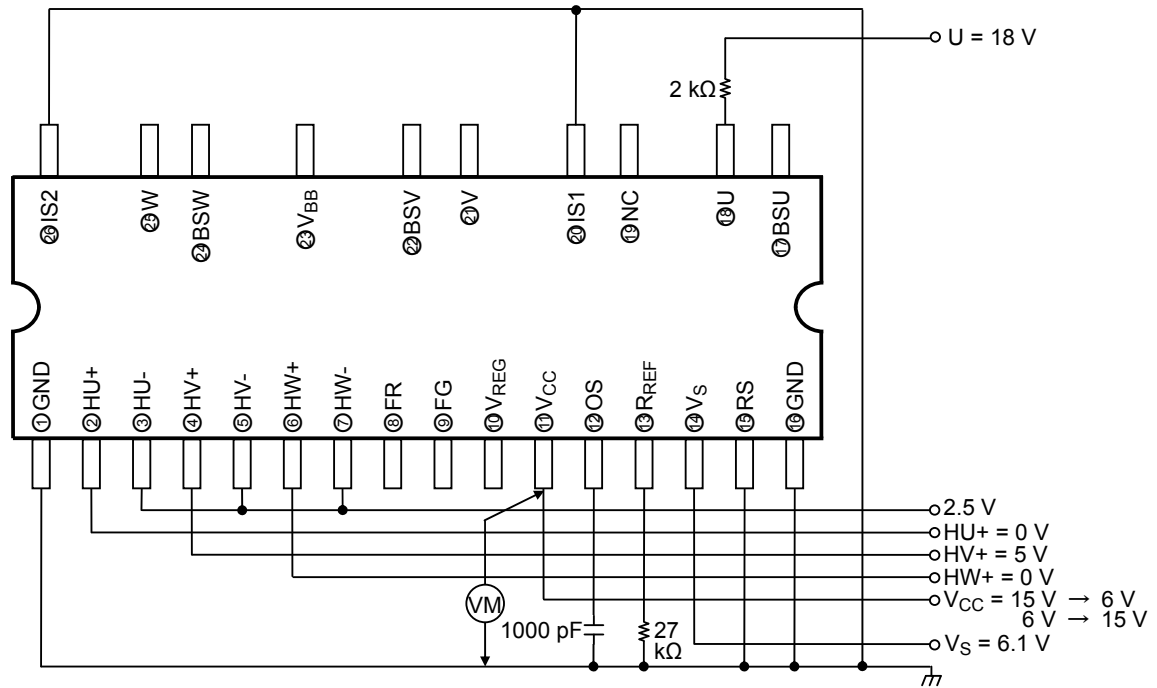 U = 18 V
2 kΩ
㉖IS2
㉕W
㉔BSW
㉓VBB
㉒BSV
㉑V
⑳IS1
⑲NC
⑱U
⑰BSU
①GND
②HU+
③HU-
④HV+
⑤HV-
⑥HW+
⑦HW-
⑧FR
⑨FG
⑩VREG
⑪VCC
⑫OS
⑬RREF
⑭VS
⑮RS
⑯GND
2.5 V
HU+ = 0 V
HV+ = 5 V
HW+ = 0 V
VCC = 15 V → 6 V
6 V → 15 V
VM
1000 pF
27
kΩ
VS = 6.1 V